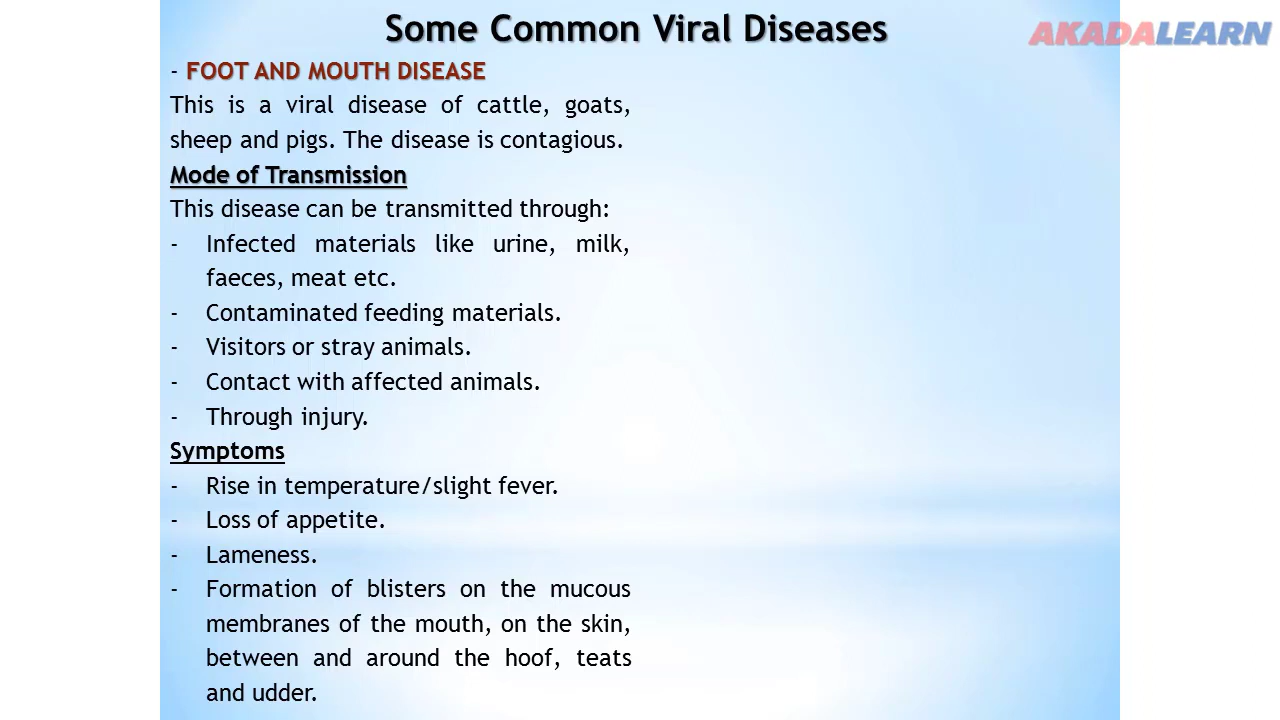 Some Common Viral Diseases
AKADALEARN
- FOOT AND MOUTH DISEASE
This is a viral disease of cattle, goats,
sheep and pigs. The disease is contagious.
Mode of Transmission
This disease can be transmitted through:
- Infected materials like urine, milk,
faeces, meat etc.
- Contaminated feeding materials.
- Visitors or stray animals.
- Contact with affected animals.
- Through injury.
Symptoms
- Rise in temperature/slight fever.
- Loss of appetite.
- Lameness.
- Formation of blisters on the mucous
membranes of the mouth, on the skin,
between and around the hoof, teats
and udder.